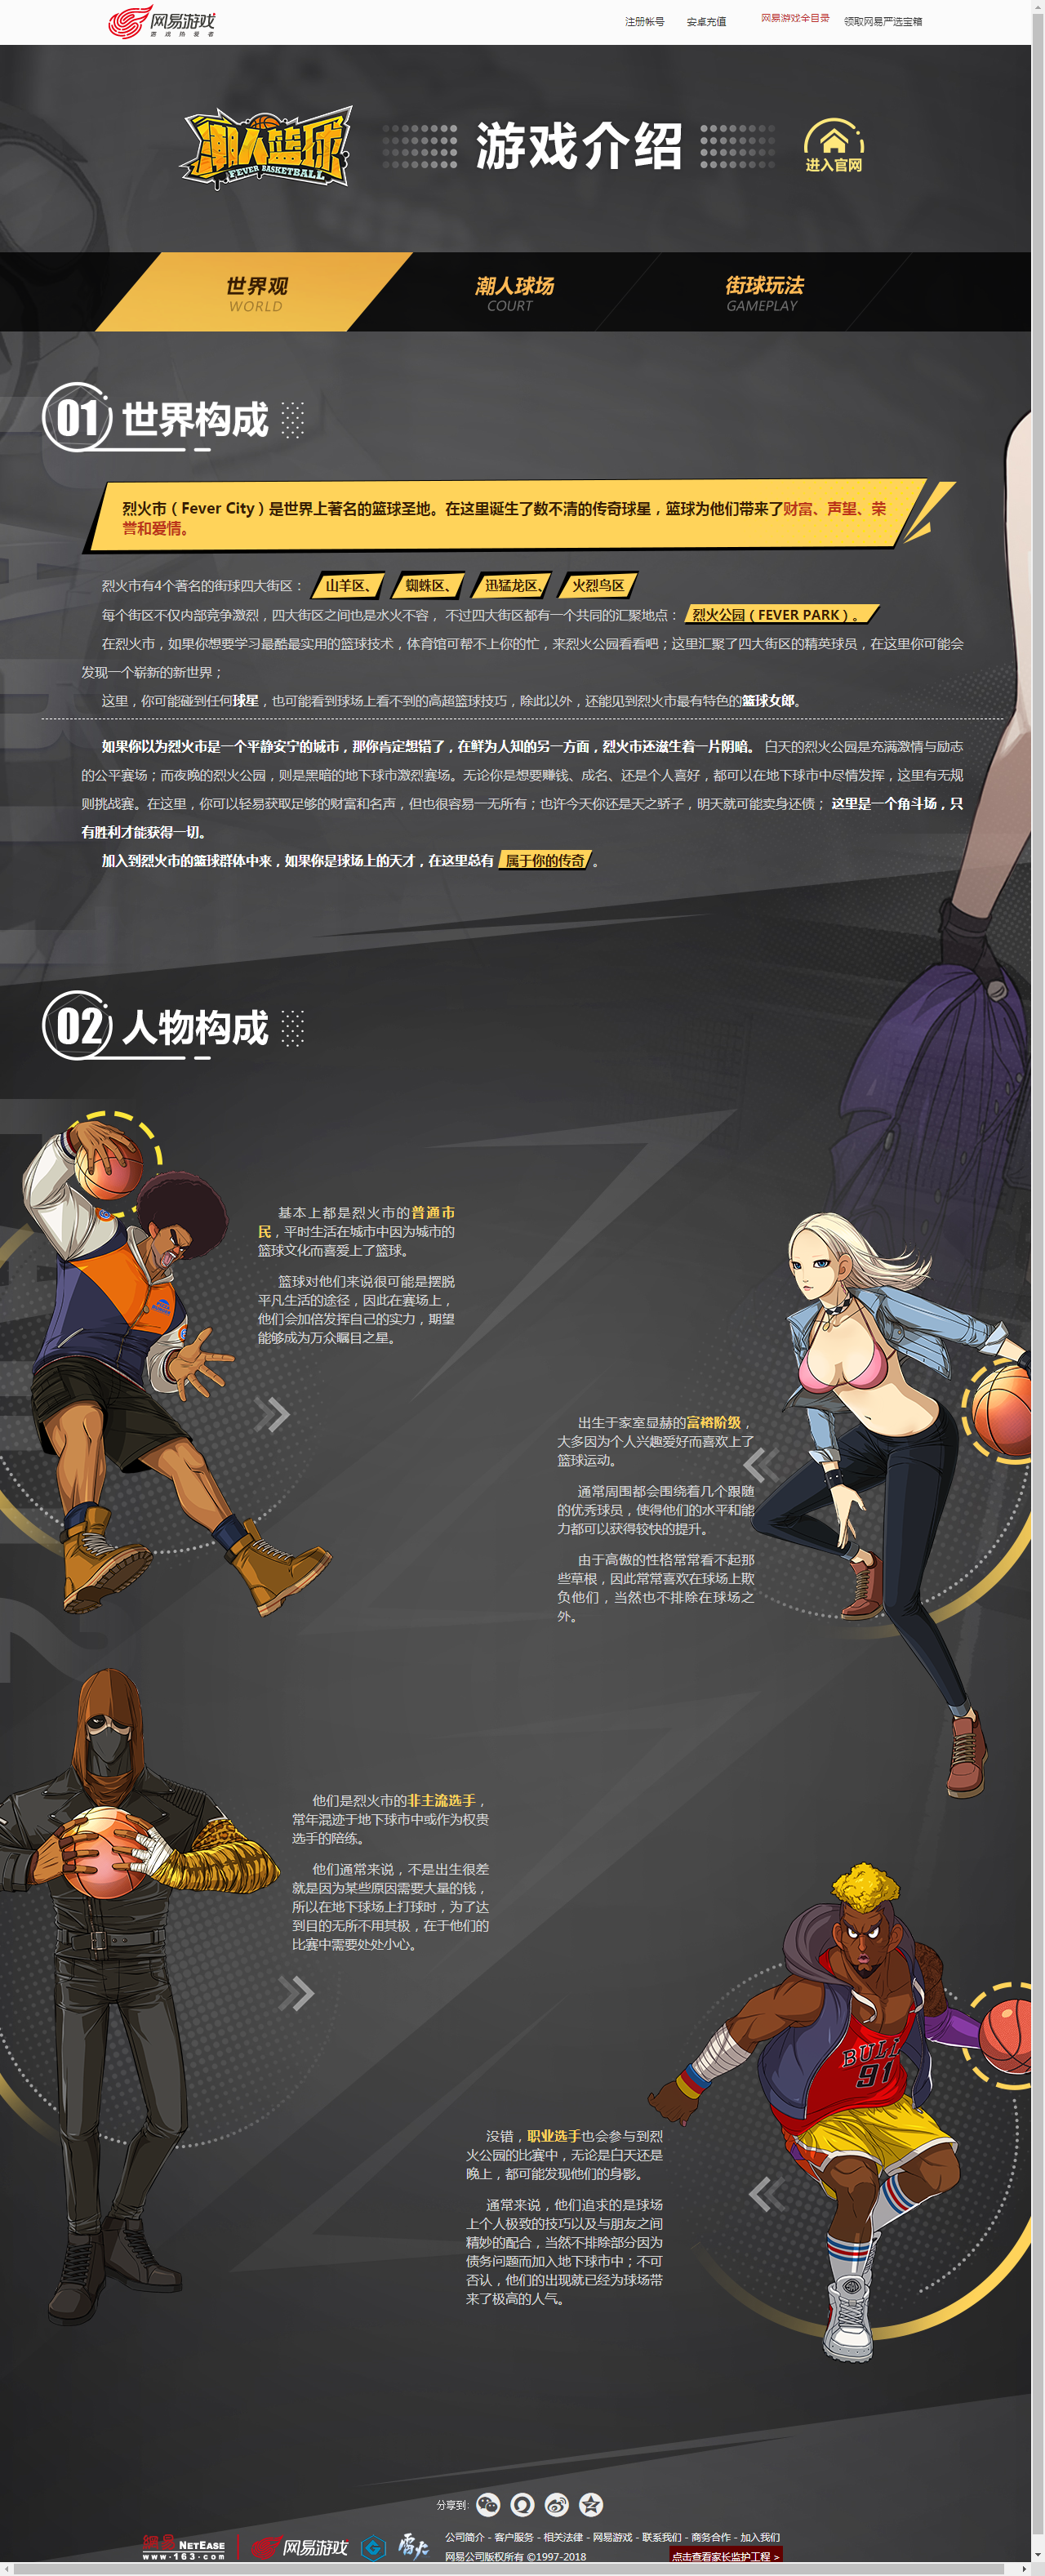 网易游戏
游戏热爱者
注册帐号
安卓充值
网易游戏全目录
领取网易严选宝箱
潮人篮球
FEVER BASKETBALL
游戏介绍
进入官网
世界观
WORLD
潮人球场
COURT
街球玩法
GAMEPLAY
01 世界构成
烈火市（Fever City）是世界上著名的篮球圣地。在这里诞生了数不清的传奇球星，篮球为他们带来了财富、声望、荣
誉和爱情。
烈火市有4个著名的街球四大街区： 山羊区、 蜘蛛区、 迅猛龙区、 火烈鸟区
每个街区不仅内部竞争激烈，四大街区之间也是水火不容， 不过四大街区都有一个共同的汇聚地点： 烈火公园（FEVER PARK）。
在烈火市，如果你想要学习最酷最实用的篮球技术，体育馆可帮不上你的忙，来烈火公园看看吧；这里汇聚了四大街区的精英球员，在这里你可能会
发现一个崭新的新世界；
这里，你可能碰到任何球星，也可能看到球场上看不到的高超篮球技巧，除此以外，还能见到烈火市最有特色的篮球女郎。
如果你以为烈火市是一个平静安宁的城市，那你肯定想错了，在鲜为人知的另一方面，烈火市还滋生着一片阴暗。 白天的烈火公园是充满激情与励志
的公平赛场；而夜晚的烈火公园，则是黑暗的地下球市激烈赛场。无论你是想要赚钱、成名、还是个人喜好，都可以在地下球市中尽情发挥，这里有无规
则挑战赛。在这里，你可以轻易获取足够的财富和名声，但也很容易一无所有；也许今天你还是天之骄子，明天就可能卖身还债； 这里是一个角斗场，只
有胜利才能获得一切。
加入到烈火市的篮球群体中来，如果你是球场上的天才，在这里总有 属于你的传奇 。
02 人物构成
基本上都是烈火市的普通市
民，平时生活在城市中因为城市的
篮球文化而喜爱上了篮球。
篮球对他们来说很可能是摆脱
平凡生活的途径，因此在赛场上，
他们会加倍发挥自己的实力，期望
能够成为万众瞩目之星。
出生于家室显赫的富裕阶级，
大多因为个人兴趣爱好而喜欢上了
篮球运动。
通常周围都会围绕着几个跟随
的优秀球员，使得他们的水平和能
力都可以获得较快的提升。
由于高傲的性格常常看不起那
些草根，因此常常喜欢在球场上欺
负他们，当然也不排除在球场之
外。
他们是烈火市的非主流选手，
常年混迹于地下球市中或作为权贵
选手的陪练。
他们通常来说，不是出生很差
就是因为某些原因需要大量的钱，
所以在地下球场上打球时，为了达
到目的无所不用其极，在于他们的
比赛中需要处处小心。
BULL
91
没错，职业选手也会参与到烈
火公园的比赛中，无论是白天还是
晚上，都可能发现他们的身影。
通常来说，他们追求的是球场
上个人极致的技巧以及与朋友之间
精妙的配合，当然不排除部分因为
债务问题而加入地下球市中；不可
否认，他们的出现就已经为球场带
来了极高的人气。
分享到:
網易 NETEASE
www.163.com
网易游戏
雷火
公司简介 - 客户服务 - 相关法律 - 网易游戏 - 联系我们 - 商务合作 - 加入我们
网易公司版权所有 ©1997-2018
点击查看家长监护工程 >